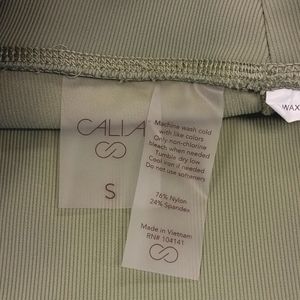 CALIA
S
Machine wash cold
with like colors
Only non-chlorine
bleach when needed
Tumble dry low
Cool iron if needed
Do not use softeners
76% Nylon
24% Spandex
Made in Vietnam
RN# 104141
WAX